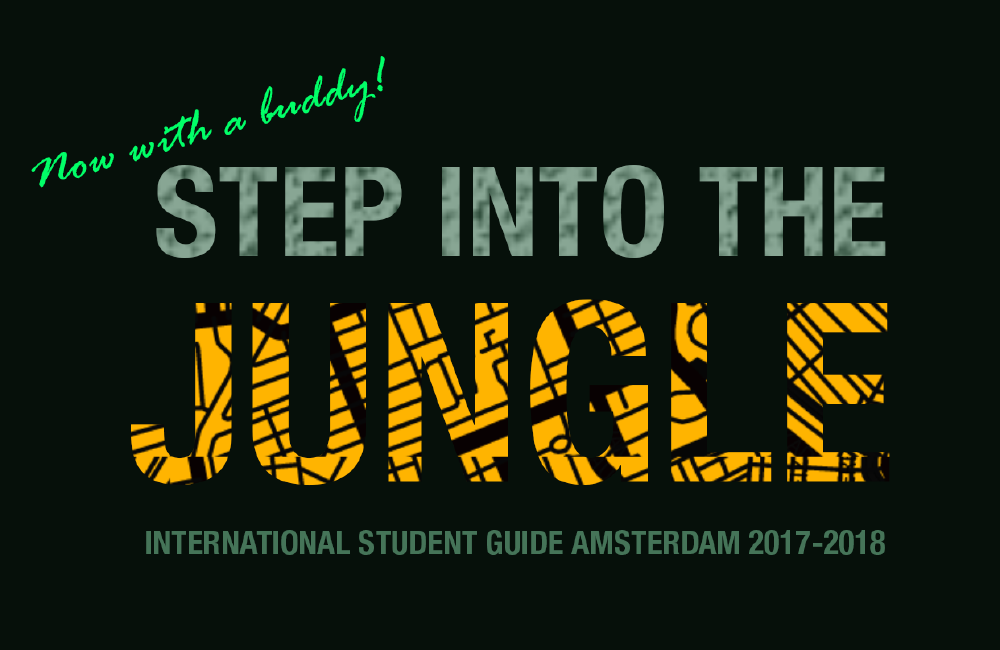 Now with a buddy!
STEP INTO THE
JUNGLE
INTERNATIONAL STUDENT GUIDE AMSTERDAM 2017-2018